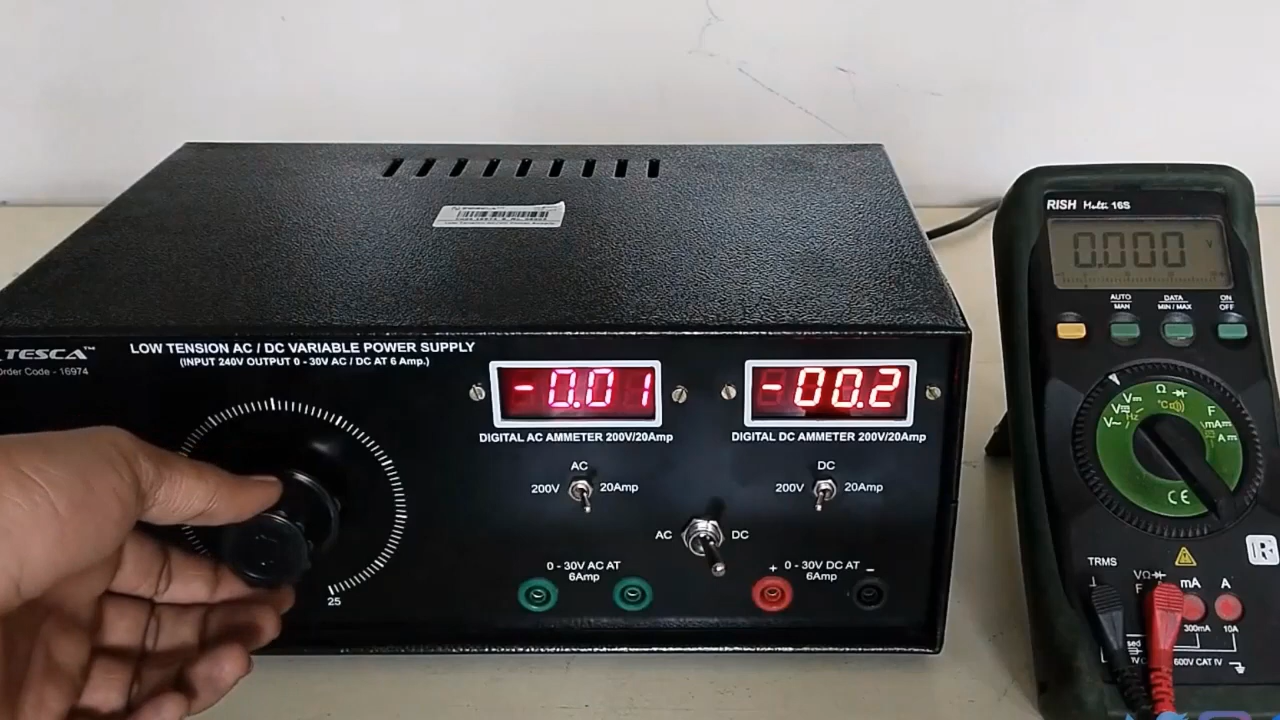 TESCA™
Order Code - 16974
LOW TENSION AC / DC VARIABLE POWER SUPPLY
(INPUT 240V OUTPUT 0 - 30V AC / DC AT 6 Amp.)
25
-0.01
DIGITAL AC AMMETER 200V/20Amp
-00.2
DIGITAL DC AMMETER 200V/20Amp
AC
200V 20Amp
DC
200V 20Amp
AC DC
0 - 30V AC AT
6Amp
+ 0 - 30V DC AT -
6Amp
RISH Multi 16S
0.000 V
AUTO
MAN
DATA
MIN / MAX
ON
OFF
Ω
V
V
Hz
V~
°C
F
mA
A
CE
R
TRMS
VΩ
F
mA
A
300mA
10A
600V CAT IV